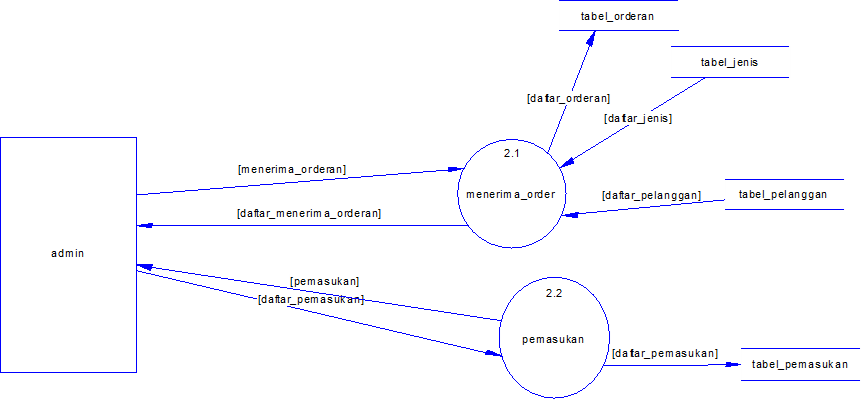 tabel_orderan
tabel_jenis
[daftar_orderan]
[daftar_jenis]
2.1
[menerima_orderan]
menerima_order
[daftar_pelanggan]
tabel_pelanggan
[daftar_menerima_orderan]
admin
[pemasukan]
[daftar_pemasukan]
2.2
pemasukan
[daftar_pemasukan]
tabel_pemasukan